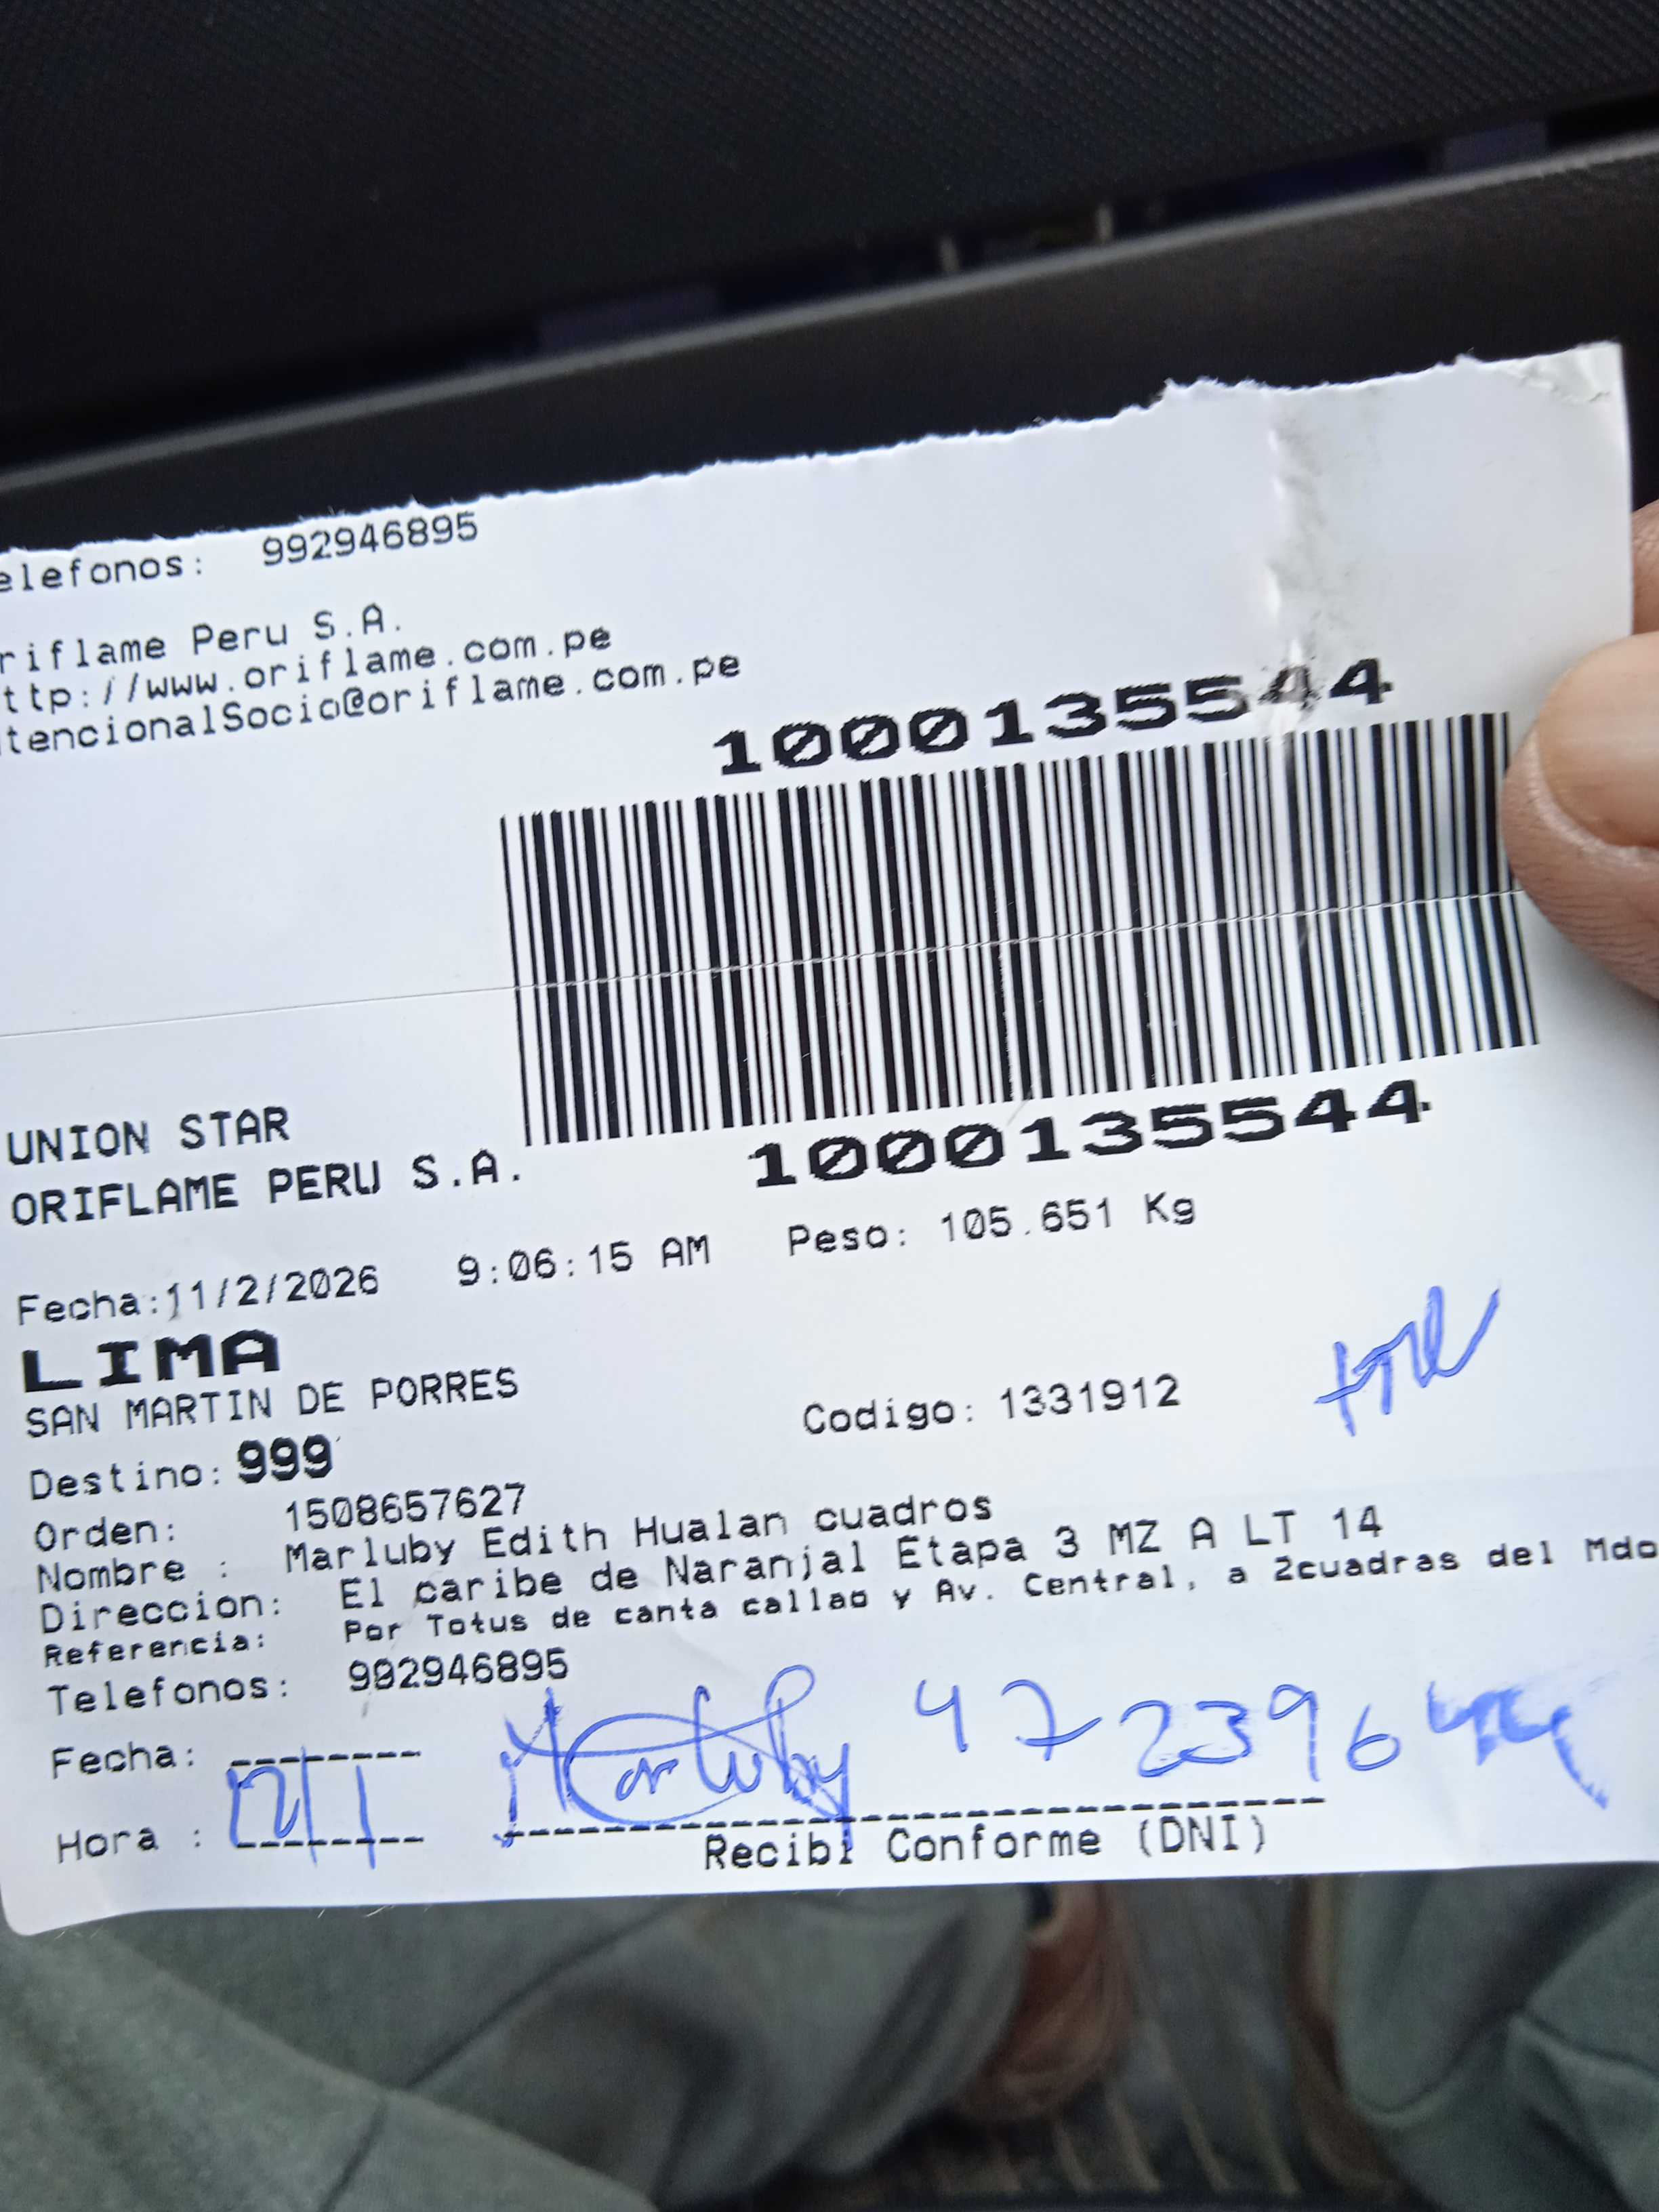 elefonos: 992946895
riflame Peru S.A.
ttp://www.oriflame.com.pe
tencionalSocio@oriflame.com.pe
1000135544
UNION STAR
ORIFLAME PERU S.A.
1000135544
Fecha:11/2/2026 9:06:15 AM Peso: 105.651 Kg
LIMA
SAN MARTIN DE PORRES
Codigo: 1331912
Destino: 999
Orden: 1508657627
Nombre : Marluby Edith Hualan cuadros
Direccion: El caribe de Naranjal Etapa 3 MZ A LT 14
Referencia: Por Totus de canta callao y Av. Central, a 2cuadras del Mdo
Telefonos: 992946895
Fecha:
Marluby 4723964
Hora :
Recibi Conforme (DNI)